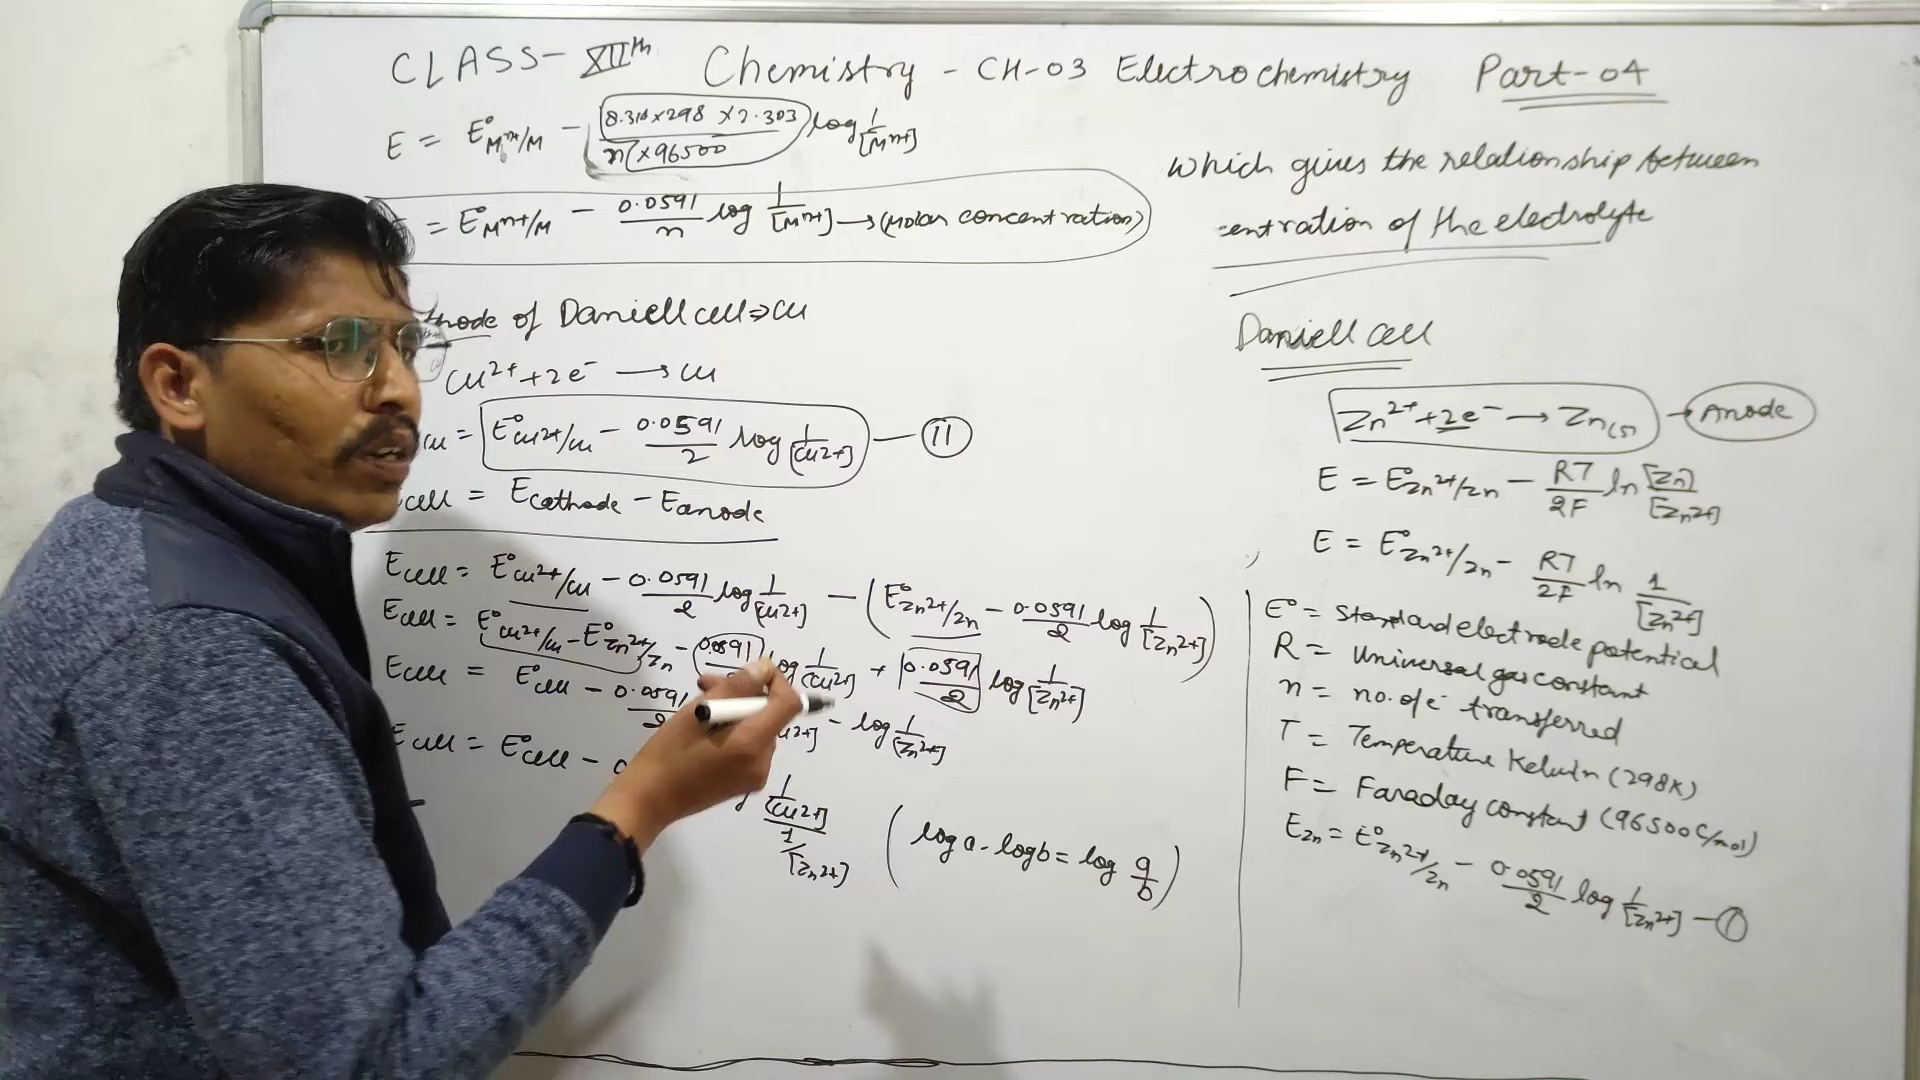 CLASS-XIIth Chemistry - CH-03 Electrochemistry Part-04
E = E°Mn+/M - 8.314×298×2.303/n×96500 log 1/[Mn+]
= E°Mn+/M - 0.0591/n log 1/[Mn+] → (Molar concentration)
of Daniell cell ⇒ Cu
Cu2+ + 2e- → Cu
Cu = E°Cu2+/Cu - 0.0591/2 log 1/[Cu2+] — II
cell = Ecathode - Eanode
Ecell = E°Cu2+/Cu - 0.0591/2 log 1/[Cu2+] - (E°Zn2+/Zn - 0.0591/2 log 1/[Zn2+])
Ecell = E°Cu2+/Cu - E°Zn2+/Zn - 0.0591 log 1/[Cu2+] + 0.0591/2 log 1/[Zn2+]
Ecell = E°cell - 0.0591/2 - log 1/[Zn2+]
Ecell = E°cell - 1/[Cu2+] / 1/[Zn2+]
(log a - log b = log a/b)
which gives the relationship between
centration of the electrolyte
Daniell cell
Zn2+ + 2e- → Zn(s) → Anode
E = E°Zn2+/Zn - RT/2F ln [Zn]/[Zn2+]
E = E°Zn2+/Zn - RT/2F ln 1/[Zn2+]
E° = Standard electrode potential
R = Universal gas constant
n = no. of e- transferred
T = Temperature Kelvin (298K)
F = Faraday constant (96500 C/mol)
EZn = E°Zn2+/Zn - 0.0591/2 log 1/[Zn2+] — I